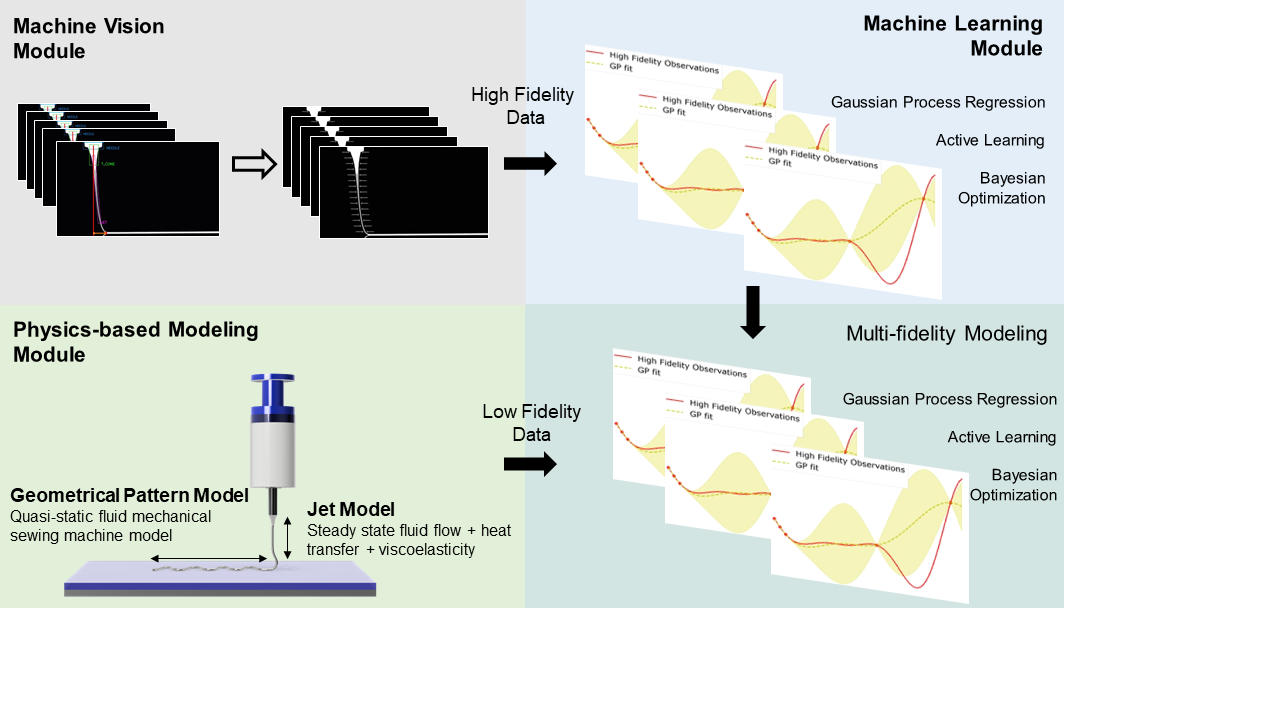 Machine Vision
Module
High Fidelity
Data
Machine Learning
Module
High Fidelity Observations
GP fit
High Fidelity Observations
GP fit
High Fidelity Observations
GP fit
Gaussian Process Regression
Active Learning
Bayesian
Optimization
Physics-based Modeling
Module
Geometrical Pattern Model
Quasi-static fluid mechanical
sewing machine model
Jet Model
Steady state fluid flow + heat
transfer + viscoelasticity
Low Fidelity
Data
Multi-fidelity Modeling
High Fidelity Observations
GP fit
High Fidelity Observations
GP fit
High Fidelity Observations
GP fit
Gaussian Process Regression
Active Learning
Bayesian
Optimization